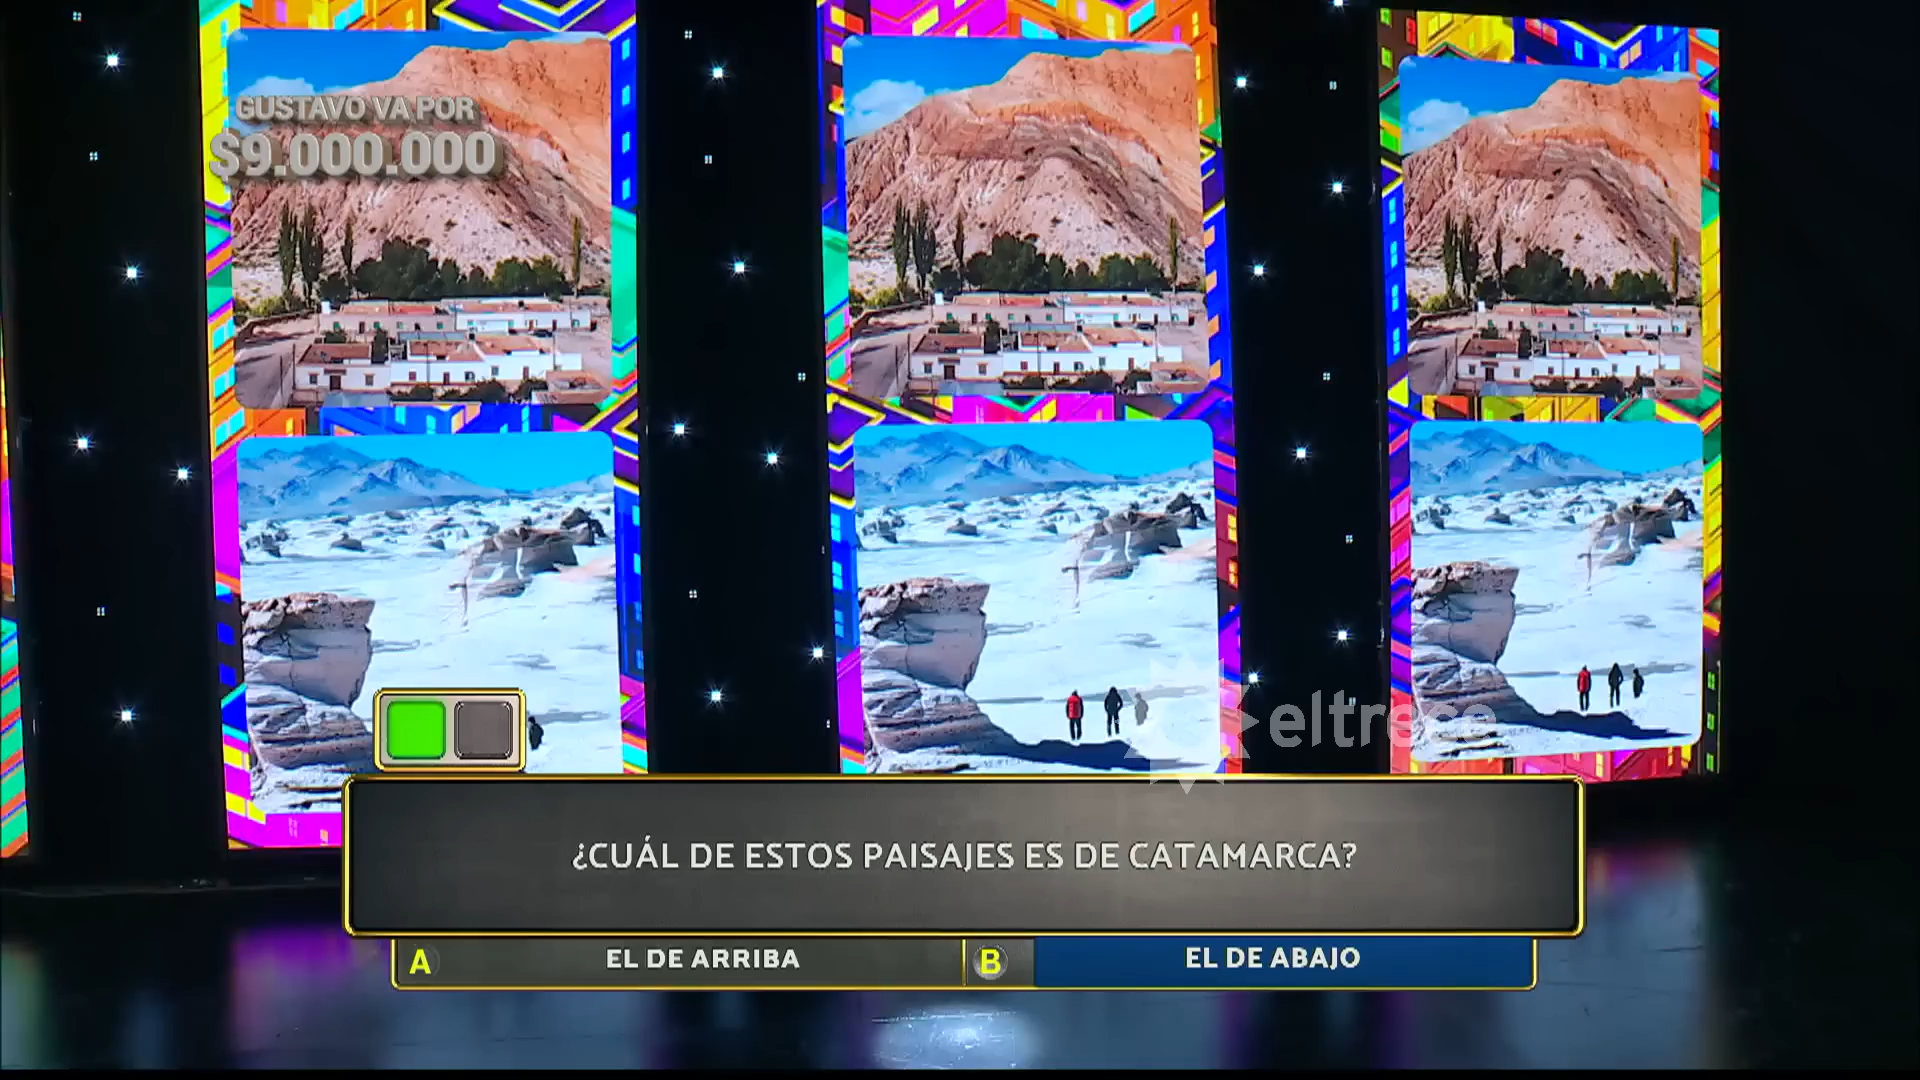 GUSTAVO VA POR
$9.000.000
eltrece
¿CUÁL DE ESTOS PAISAJES ES DE CATAMARCA?
A EL DE ARRIBA
B EL DE ABAJO